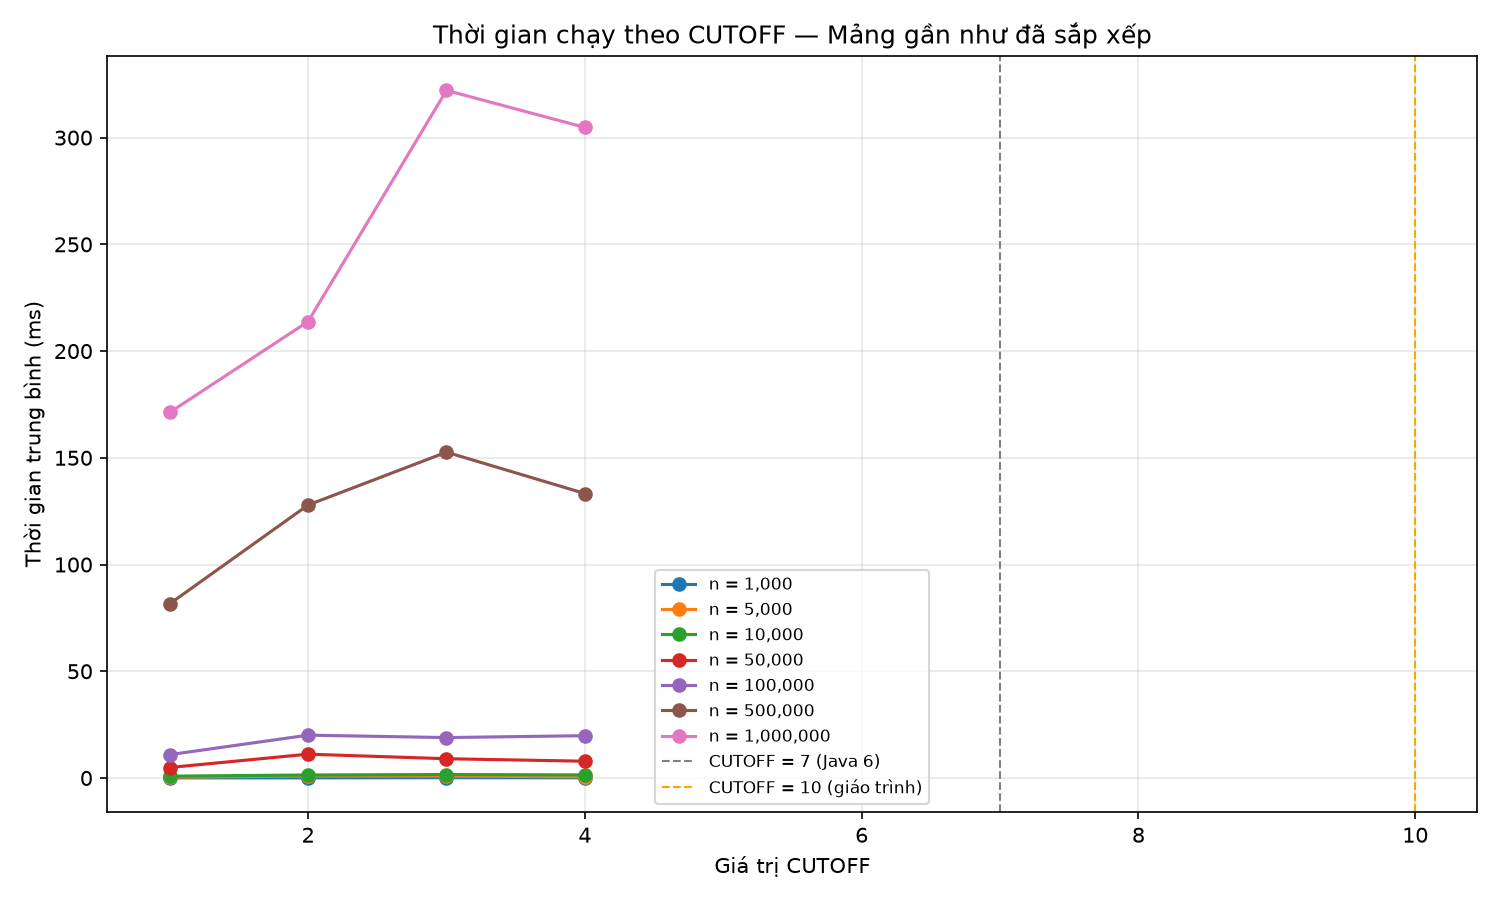 Thời gian chạy theo CUTOFF — Mảng gần như đã sắp xếp
Thời gian trung bình (ms)
300
250
200
150
100
50
0
2
4
6
8
10
Giá trị CUTOFF
n = 1,000
n = 5,000
n = 10,000
n = 50,000
n = 100,000
n = 500,000
n = 1,000,000
CUTOFF = 7 (Java 6)
CUTOFF = 10 (giáo trình)